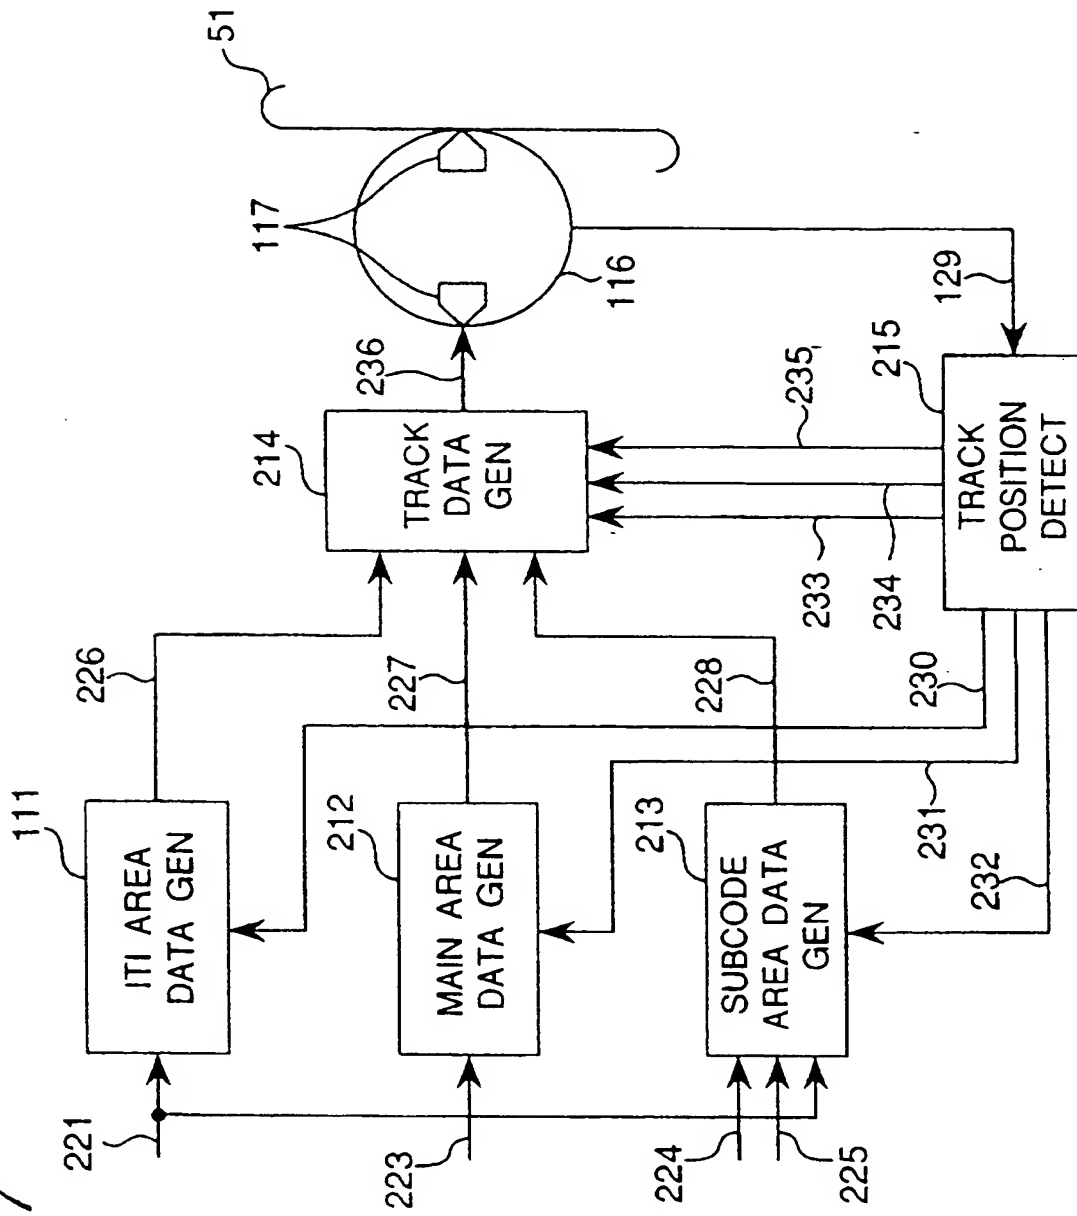 221
111
ITI AREA
DATA GEN
226
223
212
MAIN AREA
DATA GEN
227
224
225
213
SUBCODE
AREA DATA
GEN
228
214
TRACK
DATA
GEN
236
117
51
116
129
215
TRACK
POSITION
DETECT
233
234
235
230
231
232